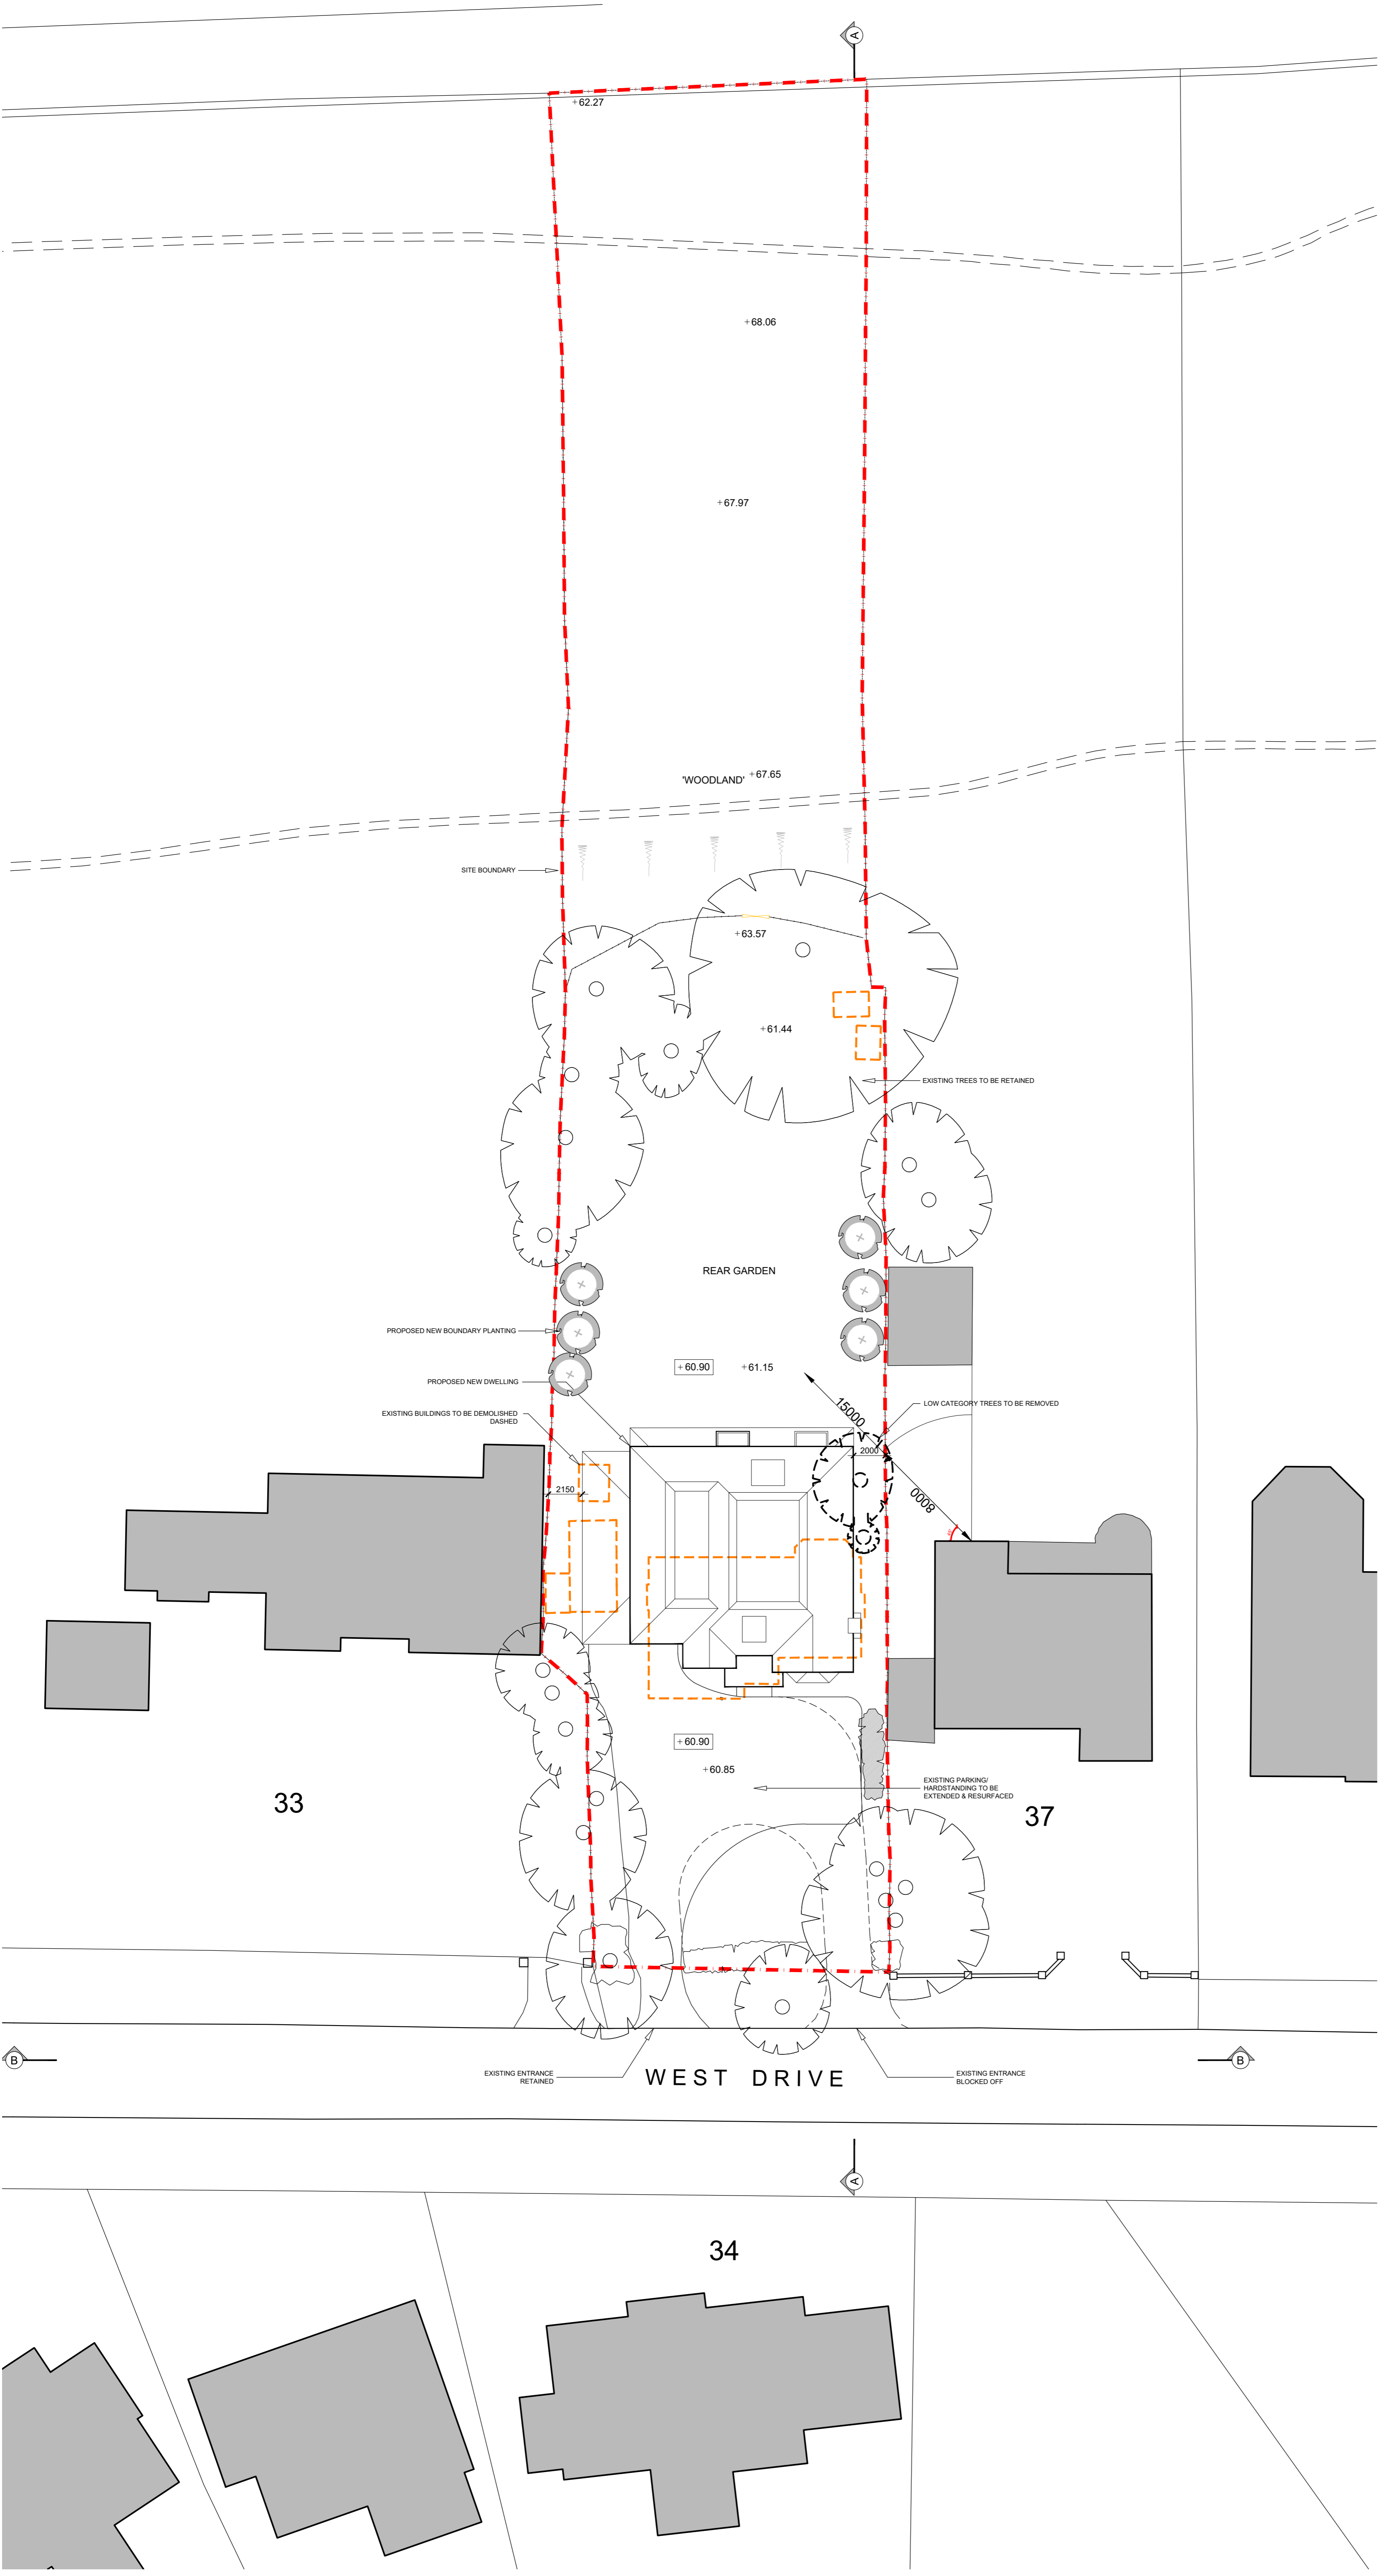 A
+62.27
+68.06
+67.97
'WOODLAND' +67.65
SITE BOUNDARY
+63.57
+61.44
EXISTING TREES TO BE RETAINED
REAR GARDEN
PROPOSED NEW BOUNDARY PLANTING
+60.90 +61.15
PROPOSED NEW DWELLING
LOW CATEGORY TREES TO BE REMOVED
EXISTING BUILDINGS TO BE DEMOLISHED
DASHED
15000
2000
2150
8000
45°
+60.90
+60.85
EXISTING PARKING/
HARDSTANDING TO BE
EXTENDED & RESURFACED
33
37
B
B
EXISTING ENTRANCE
RETAINED
WEST DRIVE
EXISTING ENTRANCE
BLOCKED OFF
A
34